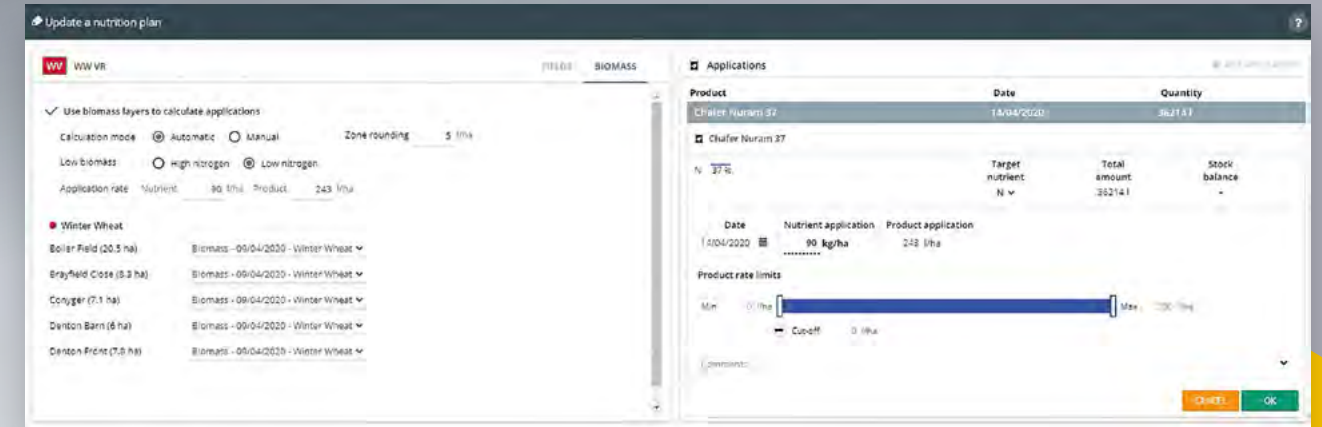 Update a nutrition plan
?
WV WW VR
FIELDS BIOMASS
Use biomass layers to calculate applications
Calculation mode Automatic Manual Zone rounding 5 l/ha
Low biomass High nitrogen Low nitrogen
Application rate Nutrient 90 l/ha Product 243 l/ha
Winter Wheat
Boiler Field (20.5 ha) Biomass - 09/04/2020 - Winter Wheat
Brayfield Close (8.3 ha) Biomass - 09/04/2020 - Winter Wheat
Conyger (7.1 ha) Biomass - 09/04/2020 - Winter Wheat
Denton Barn (6 ha) Biomass - 09/04/2020 - Winter Wheat
Denton Front Biomass - 09/04/2020 - Winter Wheat
Applications
Product Date Quantity
Chafer Nuram 37 14/04/2020 36214 l
Chafer Nuram 37
Target nutrient Total amount Stock balance
N 37 %
N 36214 l -
Date Nutrient application Product application
14/04/2020 90 kg/ha 243 l/ha
Product rate limits
Min 0 l/ha Max l/ha
Cut-off 0 l/ha
Comments
CANCEL OK